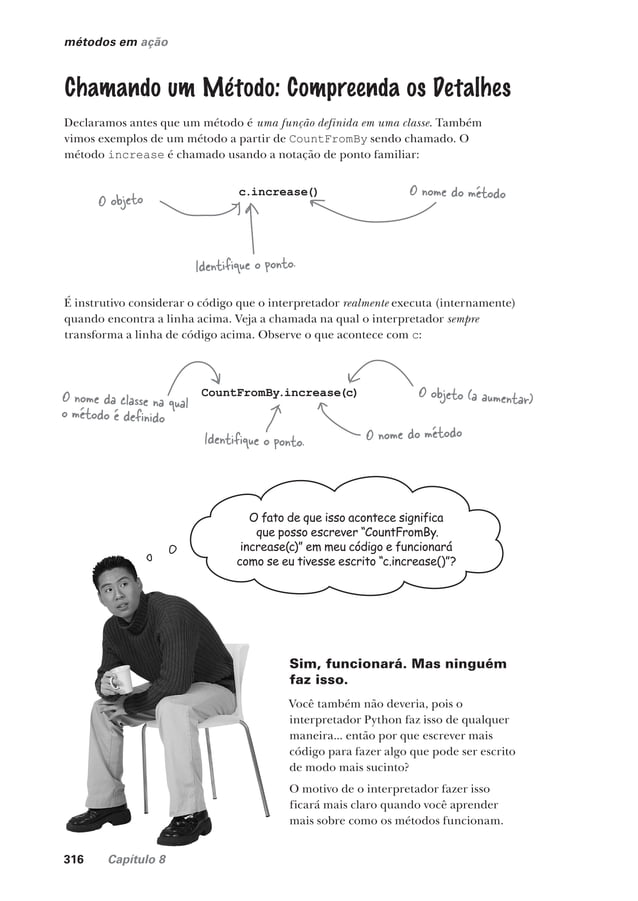 métodos em ação
Chamando um Método: Compreenda os Detalhes
Declaramos antes que um método é uma função definida em uma classe. Também
vimos exemplos de um método a partir de CountFromBy sendo chamado. O
método increase é chamado usando a notação de ponto familiar:
O objeto
c.increase()
O nome do método
Identifique o ponto.
É instrutivo considerar o código que o interpretador realmente executa (internamente)
quando encontra a linha acima. Veja a chamada na qual o interpretador sempre
transforma a linha de código acima. Observe o que acontece com c:
O nome da classe na qual
o método é definido
CountFromBy.increase(c)
O objeto (a aumentar)
Identifique o ponto.
O nome do método
O fato de que isso acontece significa
que posso escrever “CountFromBy.
increase(c)” em meu código e funcionará
como se eu tivesse escrito “c.increase()”?
Sim, funcionará. Mas ninguém
faz isso.
Você também não deveria, pois o
interpretador Python faz isso de qualquer
maneira... então por que escrever mais
código para fazer algo que pode ser escrito
de modo mais sucinto?
O motivo de o interpretador fazer isso
ficará mais claro quando você aprender
mais sobre como os métodos funcionam.
316 Capítulo 8